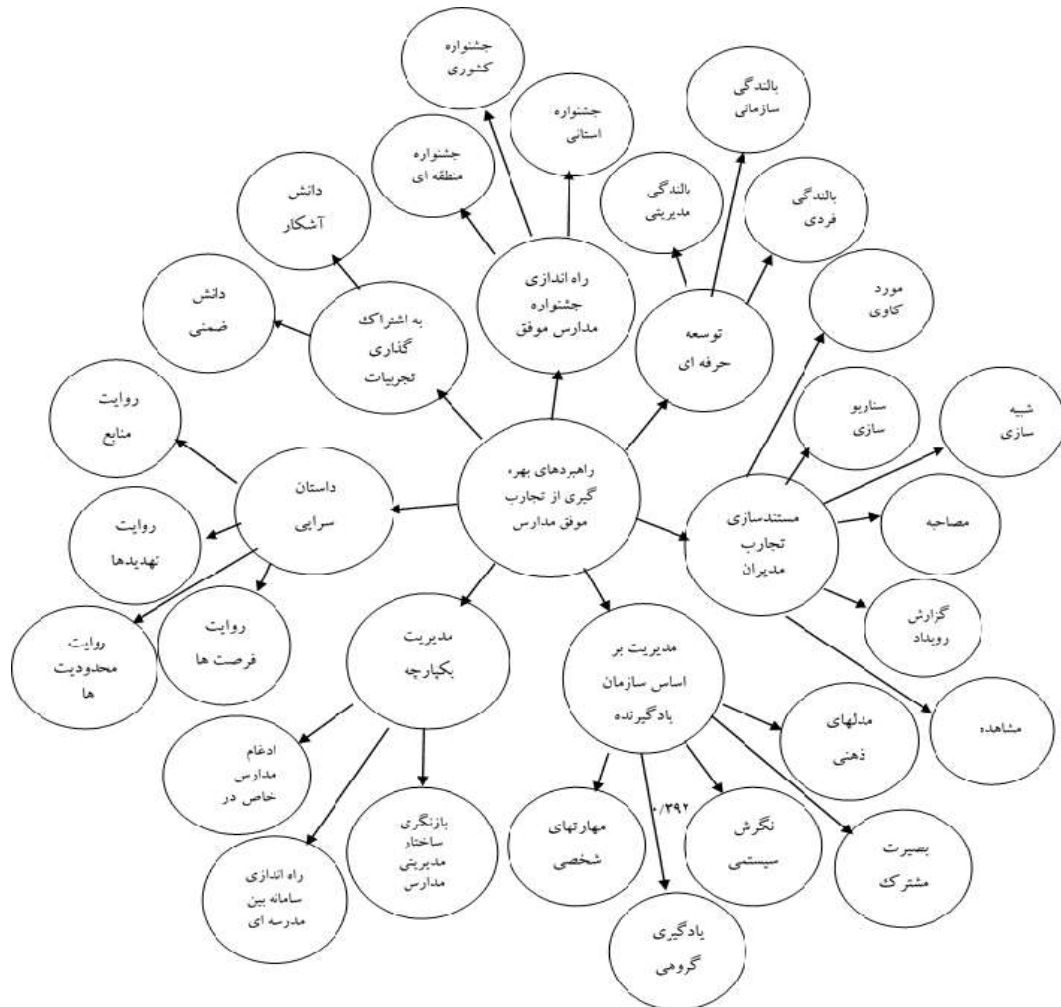 جشنواره
کشوری
بالندگی
سازمانی
جشنواره
استانی
جشنواره
منطقه ای
بالندگی
مدیریتی
بالندگی
فردی
دانش
آشکار
دانش
ضمنی
به اشتراک
گذاری
تجربیات
راه اندازی
جشنواره
مدارس موفق
توسعه
حرفه ای
مورد
کاوی
سناریو
سازی
شبیه
سازی
روایت
منابع
داستان
سرایی
راهبردهای بهره
گیری از تجارب
موفق مدارس
مستندسازی
تجارب
مدیران
مصاحبه
روایت
تهدیدها
گزارش
رویداد
روایت
محدودیت
ها
روایت
فرصت ها
مدیریت
یکپارچه
مدیریت بر
اساس سازمان
یادگیرنده
مدلهای
ذهنی
مشاهده
ادغام
مدارس
خاص در
بازنگری
ساختار
مدیریتی
مدارس
مهارتهای
شخصی
۰/۳۹۲
نگرش
سیستمی
بصیرت
مشترک
راه اندازی
سامانه بین
مدرسه ای
یادگیری
گروهی